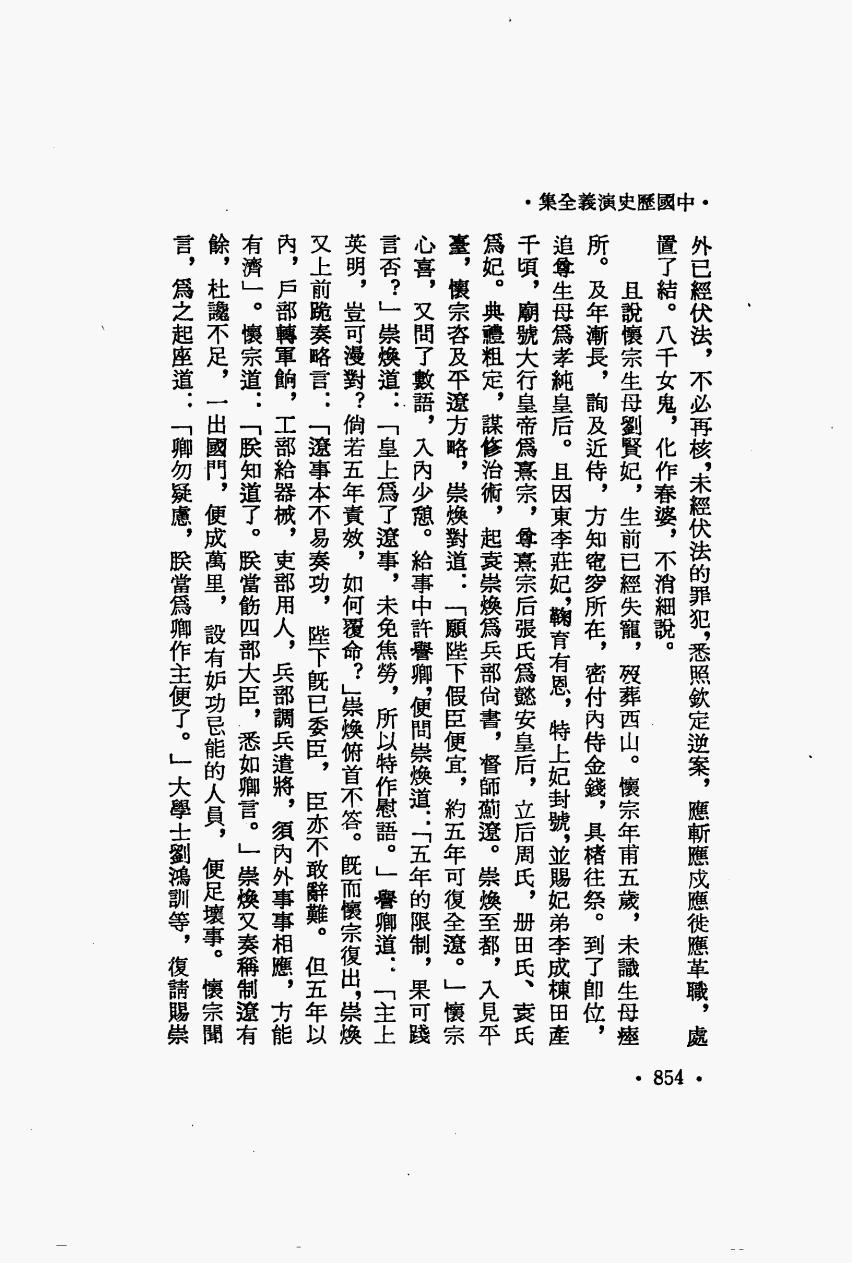 •中國歷史演義全集•
外已經伏法，不必再核，未經伏法的罪犯，悉照欽定逆案，應斬應戍應徙應革職，處
置了結。八千女鬼，化作春婆，不消細說。
且說懷宗生母劉賢妃，生前已經失寵，歿葬西山。懷宗年甫五歲，未識生母瘞
所。及年漸長，詢及近侍，方知窀穸所在，密付內侍金錢，具楮往祭。到了卽位，
追尊生母爲孝純皇后。且因東李莊妃，鞠育有恩，特上妃封號，並賜妃弟李成棟田產
千頃，廟號大行皇帝爲熹宗，尊熹宗后張氏爲懿安皇后，立后周氏，册田氏、袁氏
爲妃。典禮粗定，謀修治術，起袁崇煥爲兵部尙書，督師薊遼。崇煥至都，入見平
臺，懷宗咨及平遼方略，崇煥對道：「願陛下假臣便宜，約五年可復全遼。」懷宗
心喜，又問了數語，入內少憩。給事中許譽卿，便問崇煥道：「五年的限制，果可踐
言否？」崇煥道：「皇上爲了遼事，未免焦勞，所以特作慰語。」譽卿道：「主上
英明，豈可漫對？倘若五年責效，如何覆命？」崇煥俯首不答。旣而懷宗復出，崇煥
又上前跪奏略言：「遼事本不易奏功，陛下旣已委臣，臣亦不敢辭難。但五年以
內，戶部轉軍餉，工部給器械，吏部用人，兵部調兵遣將，須內外事事相應，方能
有濟」。懷宗道：「朕知道了。朕當飭四部大臣，悉如卿言。」崇煥又奏稱制遼有
餘，杜讒不足，一出國門，便成萬里，設有妒功忌能的人員，便足壞事。懷宗聞
言，爲之起座道：「卿勿疑慮，朕當爲卿作主便了。」大學士劉鴻訓等，復請賜崇
•854•